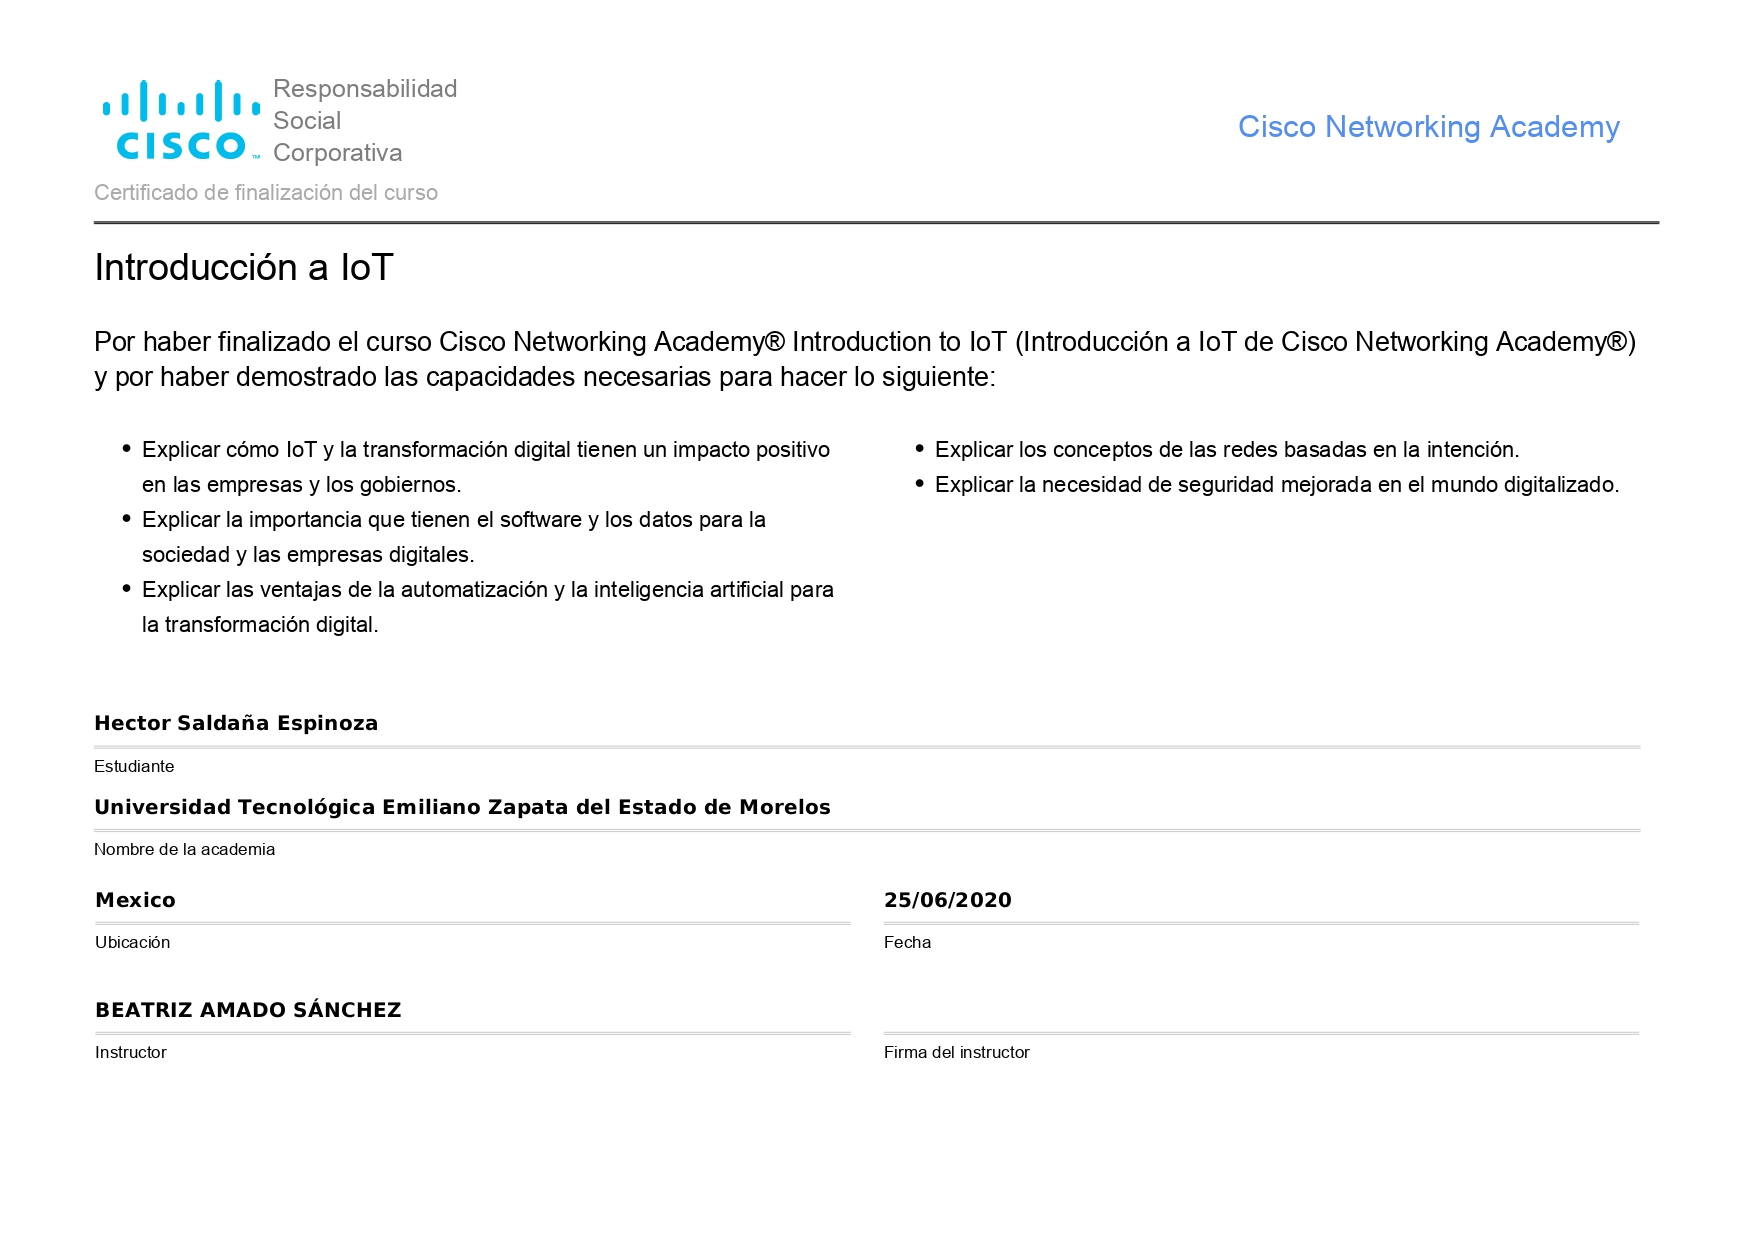 CISCO
TM
Responsabilidad
Social
Corporativa
Cisco Networking Academy
Certificado de finalización del curso
Introducción a IoT
Por haber finalizado el curso Cisco Networking Academy® Introduction to IoT (Introducción a IoT de Cisco Networking Academy®)
y por haber demostrado las capacidades necesarias para hacer lo siguiente:
• Explicar cómo IoT y la transformación digital tienen un impacto positivo
en las empresas y los gobiernos.
• Explicar la importancia que tienen el software y los datos para la
sociedad y las empresas digitales.
• Explicar las ventajas de la automatización y la inteligencia artificial para
la transformación digital.
• Explicar los conceptos de las redes basadas en la intención.
• Explicar la necesidad de seguridad mejorada en el mundo digitalizado.
Hector Saldaña Espinoza
Estudiante
Universidad Tecnológica Emiliano Zapata del Estado de Morelos
Nombre de la academia
Mexico
Ubicación
25/06/2020
Fecha
BEATRIZ AMADO SÁNCHEZ
Instructor
Firma del instructor